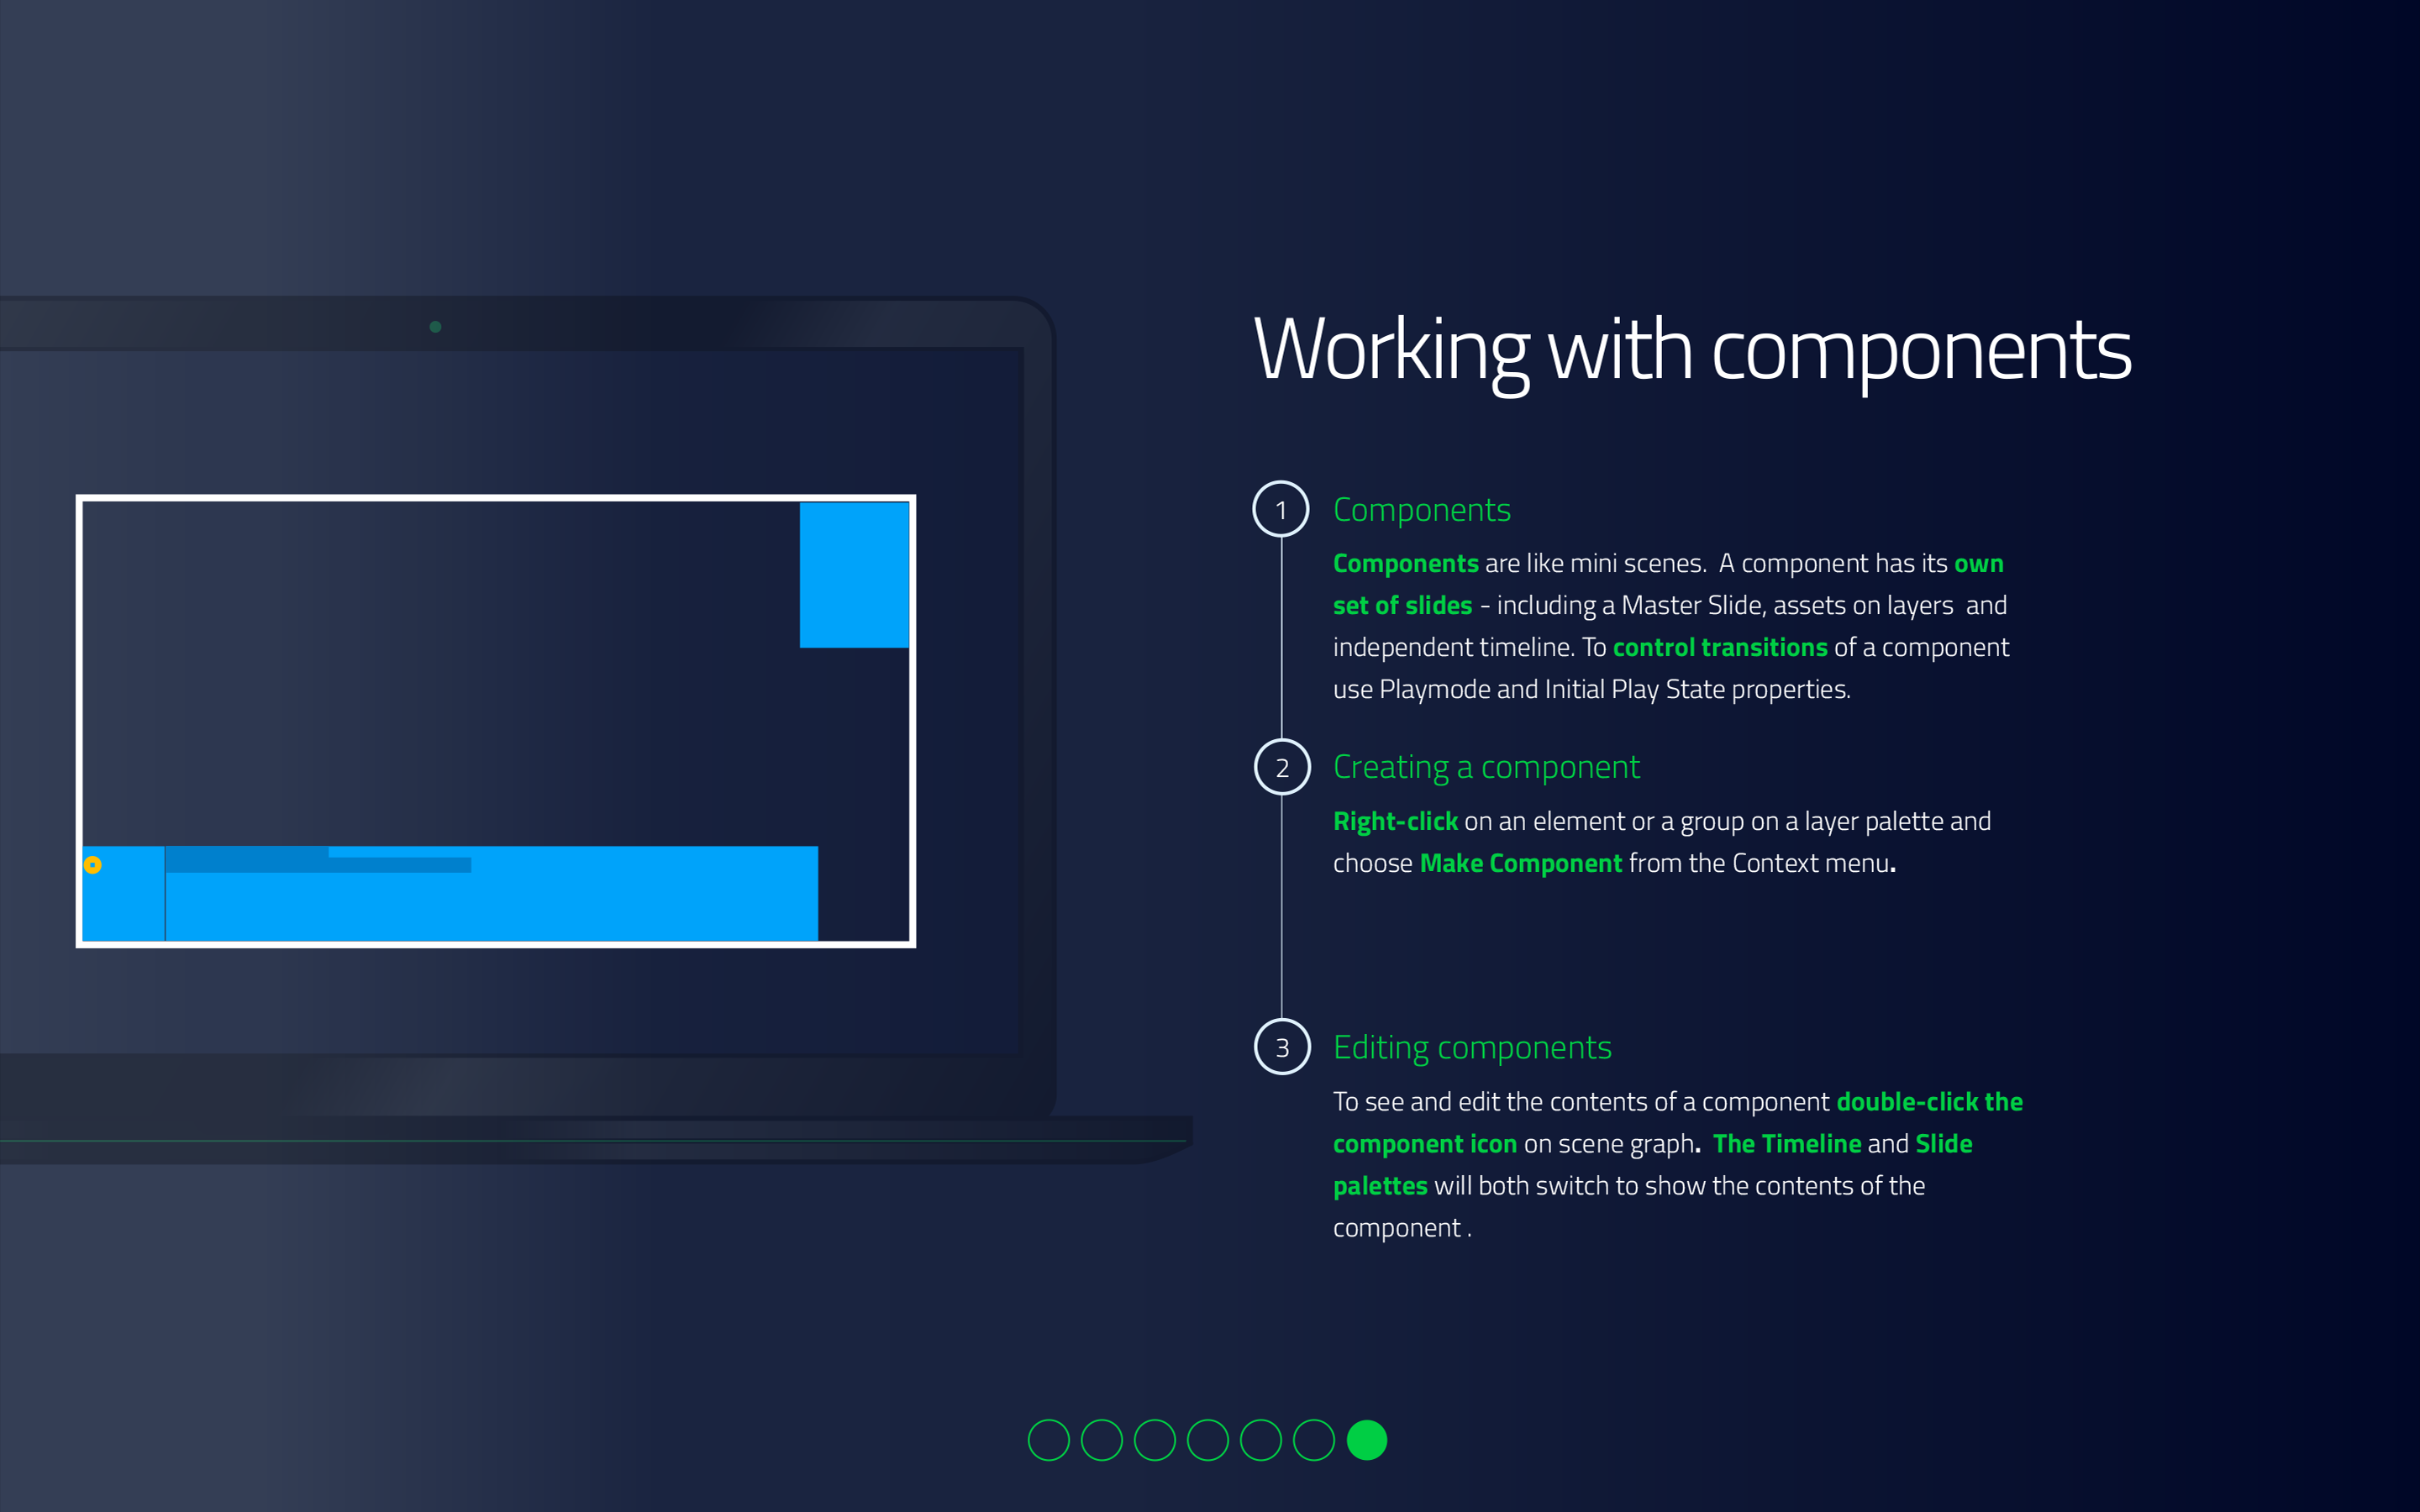 Working with components
1
Components
Components are like mini scenes.  A component has its own
set of slides - including a Master Slide, assets on layers  and
independent timeline. To control transitions of a component
use Playmode and Initial Play State properties.
2
Creating a component
Right-click on an element or a group on a layer palette and
choose Make Component from the Context menu.
3
Editing components
To see and edit the contents of a component double-click the
component icon on scene graph.  The Timeline and Slide
palettes will both switch to show the contents of the
component .